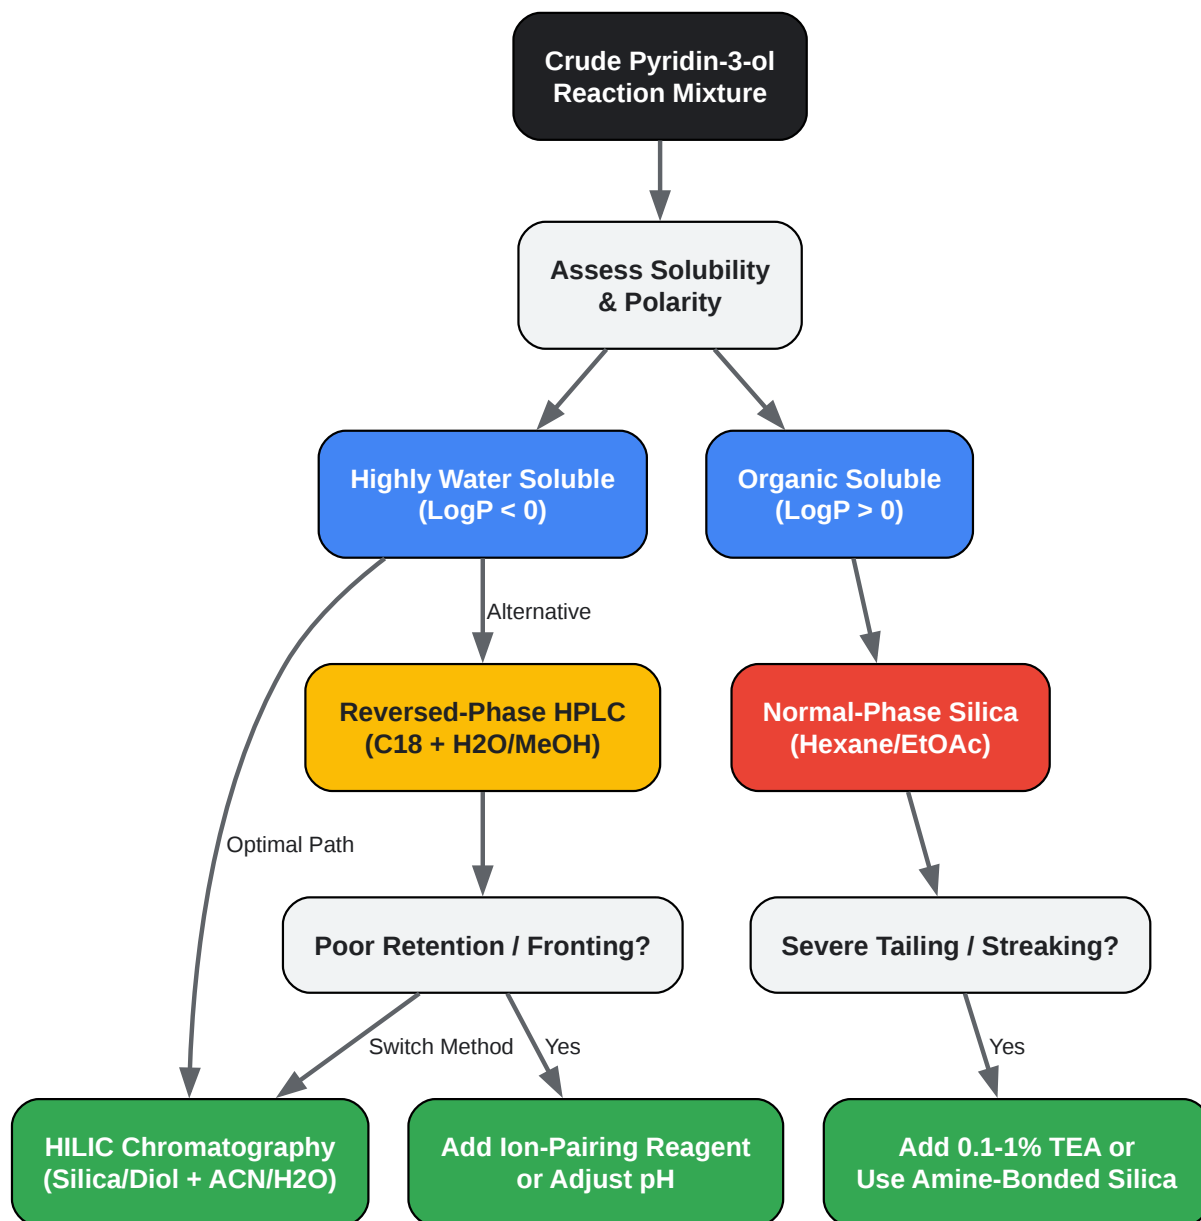 Crude Pyridin-3-ol
Reaction Mixture
Assess Solubility
& Polarity
Highly Water Soluble
(LogP < 0)
Organic Soluble
(LogP > 0)
Alternative
Reversed-Phase HPLC
(C18 + H2O/MeOH)
Normal-Phase Silica
(Hexane/EtOAc)
Optimal Path
Poor Retention / Fronting?
Severe Tailing / Streaking?
Switch Method
Yes
Yes
HILIC Chromatography
(Silica/Diol + ACN/H2O)
Add Ion-Pairing Reagent
or Adjust pH
Add 0.1-1% TEA or
Use Amine-Bonded Silica